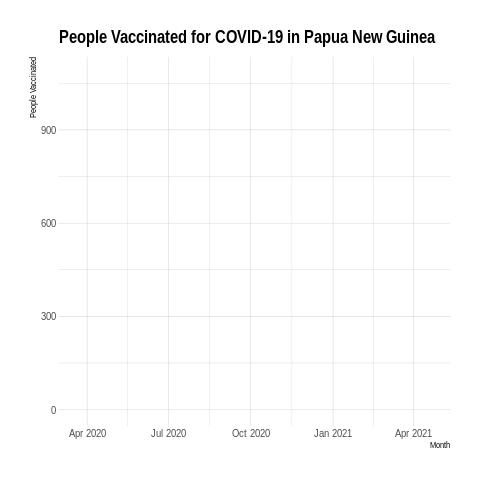 People Vaccinated for COVID-19 in Papua New Guinea
People Vaccinated
900
600
300
0
Apr 2020 Jul 2020 Oct 2020 Jan 2021 Apr 2021
Month